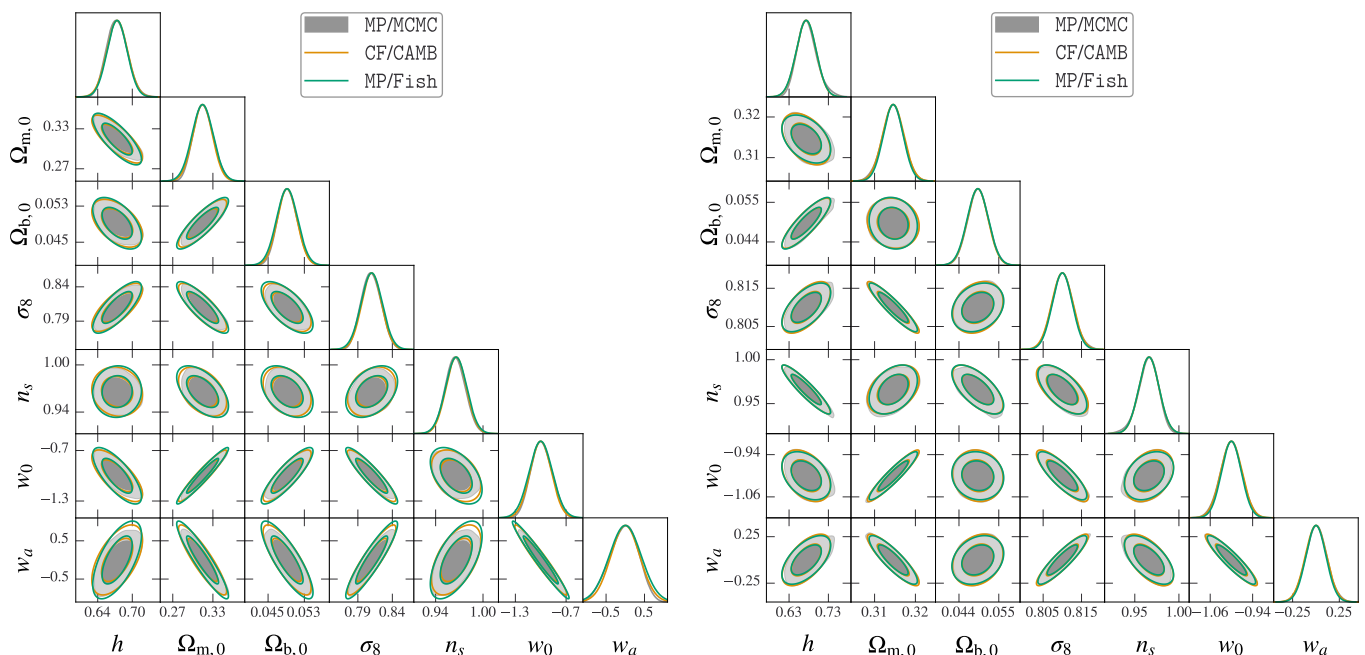 MP/MCMC
CF/CAMB
MP/Fish
Ωm,0
0.33
0.27
Ωb,0
0.053
0.045
σ8
0.84
0.79
ns
1.00
0.94
w0
−0.7
−1.3
wa
0.5
−0.5
0.64 0.70 0.27 0.33 0.045 0.053 0.79 0.84 0.94 1.00 −1.3 −0.7 −0.5 0.5
h Ωm,0 Ωb,0 σ8 ns w0 wa
MP/MCMC
CF/CAMB
MP/Fish
Ωm,0
0.32
0.31
Ωb,0
0.055
0.044
σ8
0.815
0.805
ns
1.00
0.95
w0
−0.94
−1.06
wa
0.25
−0.25
0.63 0.73 0.31 0.32 0.044 0.055 0.805 0.815 0.95 1.00 −1.06 −0.94 −0.25 0.25
h Ωm,0 Ωb,0 σ8 ns w0 wa